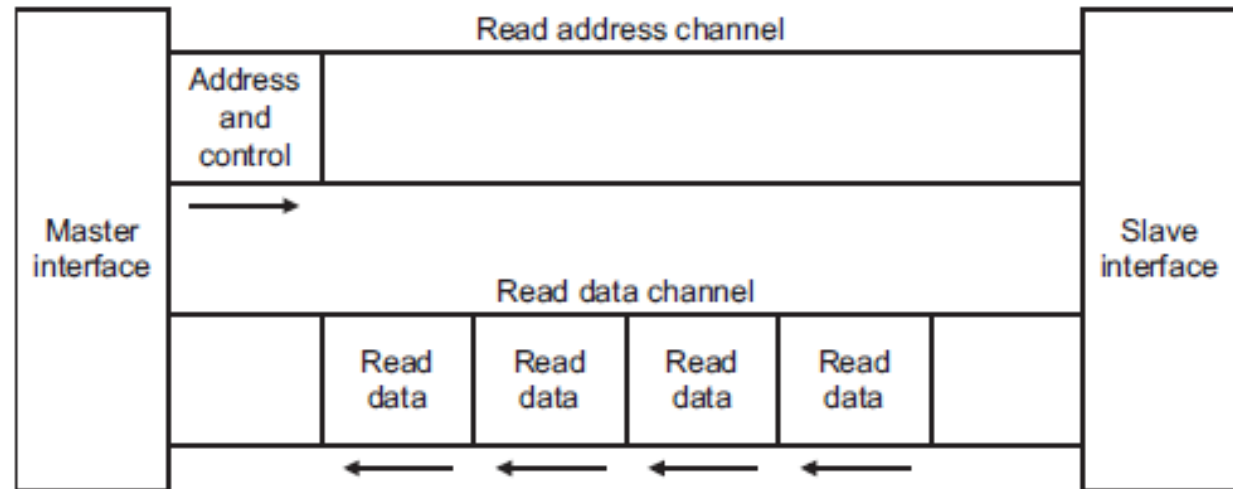 Read address channel
Address
and
control
Master
interface
Slave
interface
Read data channel
Read
data
Read
data
Read
data
Read
data